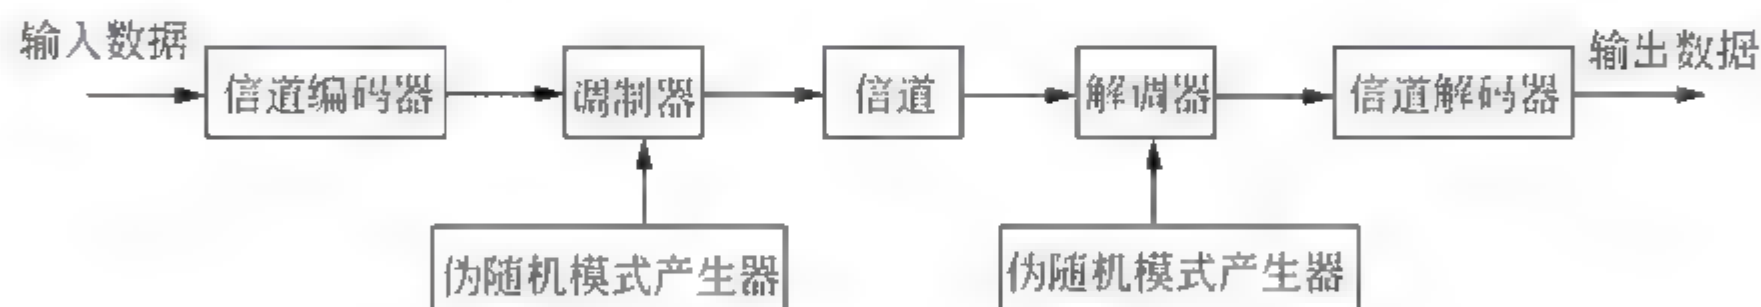 输入数据
信道编码器
调制器
信道
解调器
信道解码器
输出数据
伪随机模式产生器
伪随机模式产生器